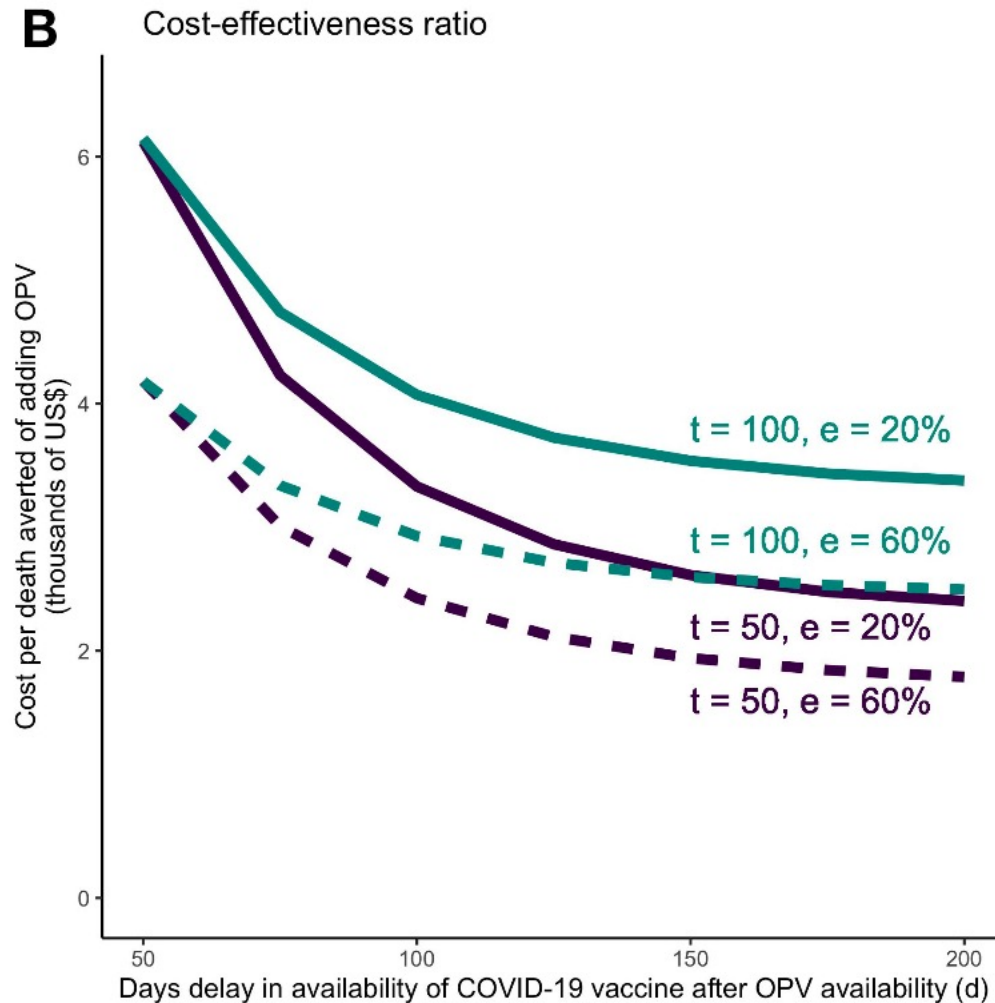 B
Cost-effectiveness ratio
Cost per death averted of adding OPV
(thousands of US$)
6
4
2
0
t = 100, e = 20%
t = 100, e = 60%
t = 50, e = 20%
t = 50, e = 60%
50
100
150
200
Days delay in availability of COVID-19 vaccine after OPV availability (d)